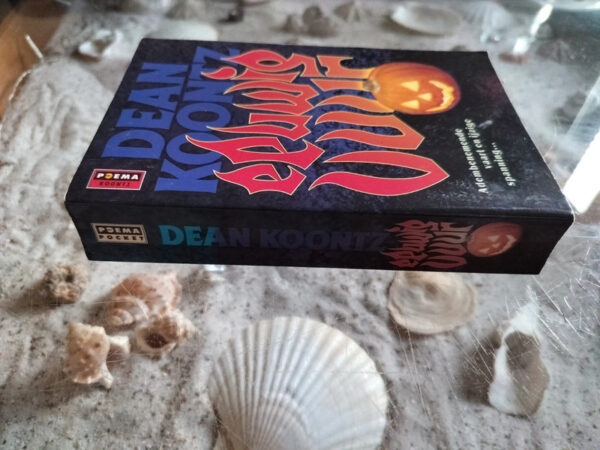 DEAN
KOONTZ
eeuwig
vuur
Adembenemende
vaart en ijzige
spanning...
POEMA
KOONTZ
POEMA
POCKET
DEAN KOONTZ
eeuwig
vuur